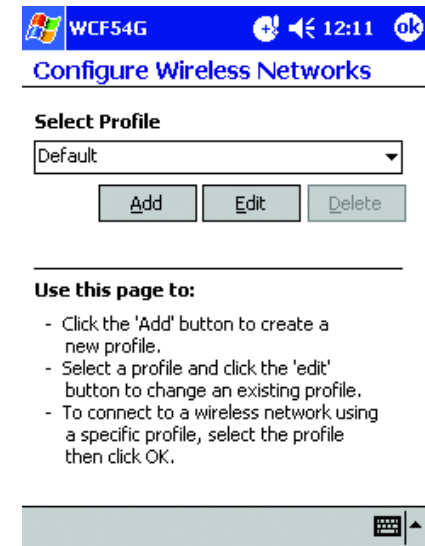 WCF54G 12:11 ok
Configure Wireless Networks
Select Profile
Default
Add Edit Delete
Use this page to:
- Click the 'Add' button to create a
new profile.
- Select a profile and click the 'edit'
button to change an existing profile.
- To connect to a wireless network using
a specific profile, select the profile
then click OK.